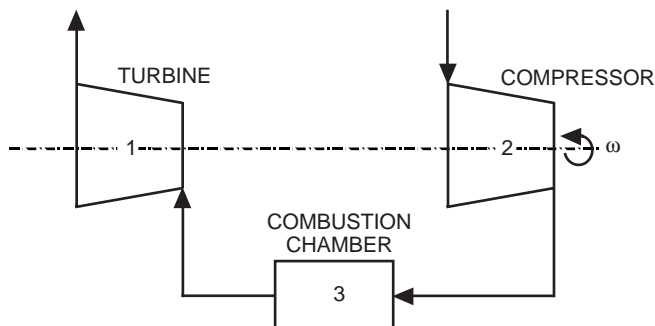 TURBINE
COMPRESSOR
1
2
ω
COMBUSTION
CHAMBER
3